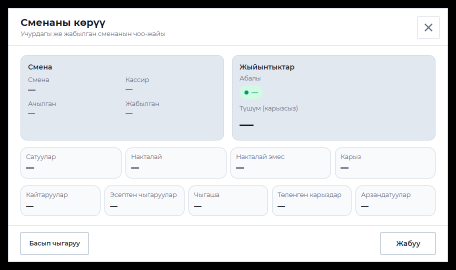 Сменаны көрүү
Учурдагы же жабылган сменанын чоо-жайы
Смена
Смена
—
Кассир
—
Ачылган
—
Жабылган
—
Жыйынтыктар
Абалы
—
Түшүм (карызсыз)
—
Сатуулар
—
Накталай
—
Накталай эмес
—
Карыз
—
Кайтаруулар
—
Эсептен чыгаруулар
—
Чыгаша
—
Төлөнгөн карыздар
—
Арзандатуулар
—
Басып чыгаруу
Жабуу